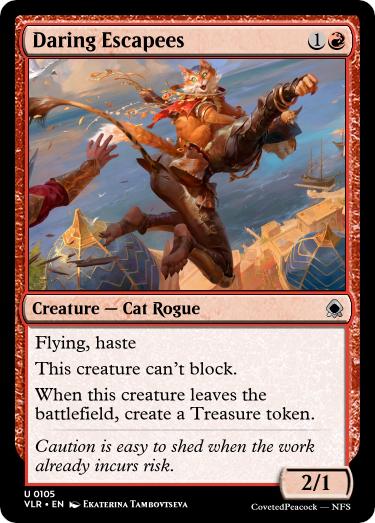 Daring Escapees 1
Creature — Cat Rogue
Flying, haste
This creature can't block.
When this creature leaves the
battlefield, create a Treasure token.
Caution is easy to shed when the work
already incurs risk.
2/1
U 0105
VLR • EN Ekaterina Tambovtseva
CovetedPeacock — NFS